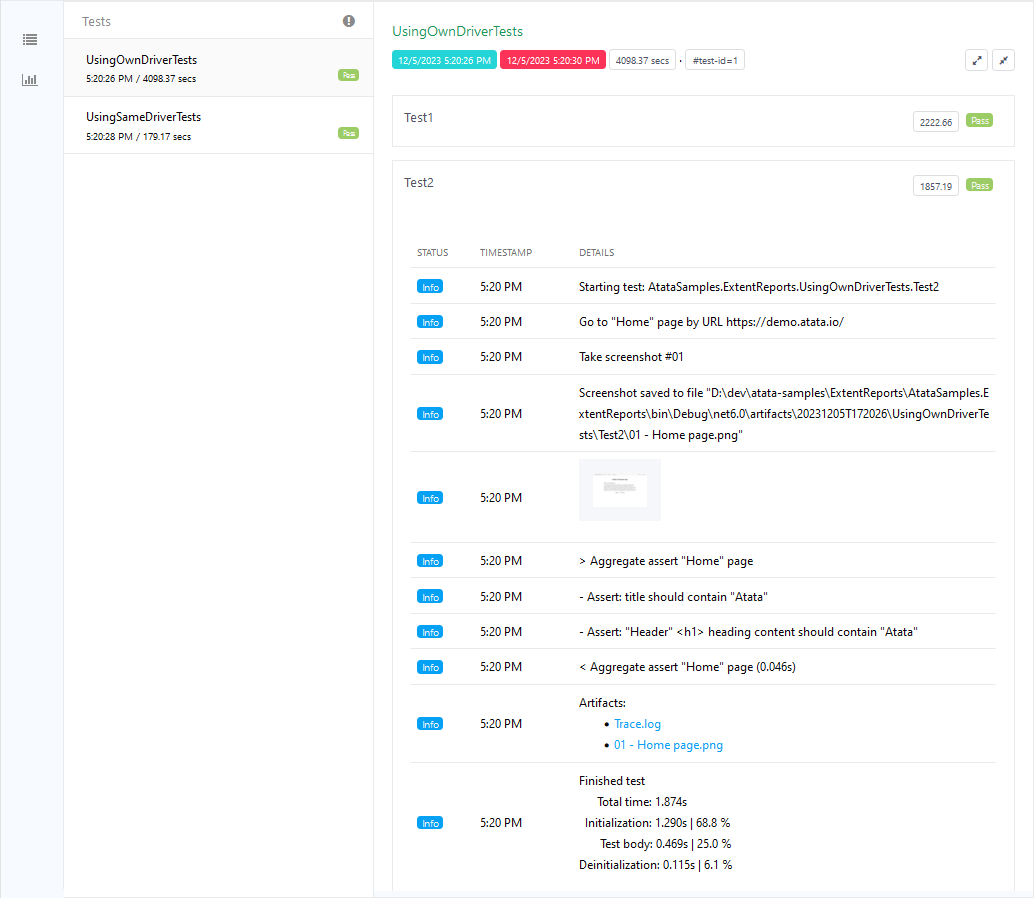 Tests
UsingOwnDriverTests
5:20:26 PM / 4098.37 secs
Pass
UsingSameDriverTests
5:20:28 PM / 179.17 secs
Pass
UsingOwnDriverTests
12/5/2023 5:20:26 PM 12/5/2023 5:20:30 PM 4098.37 secs · #test-id=1
Test1
2222.66 Pass
Test2
1857.19 Pass
STATUS TIMESTAMP DETAILS
Info 5:20 PM Starting test: AtataSamples.ExtentReports.UsingOwnDriverTests.Test2
Info 5:20 PM Go to "Home" page by URL https://demo.atata.io/
Info 5:20 PM Take screenshot #01
Info 5:20 PM Screenshot saved to file "D:\dev\atata-samples\ExtentReports\AtataSamples.E
xtentReports\bin\Debug\net6.0\artifacts\20231205T172026\UsingOwnDriverTe
sts\Test2\01 - Home page.png"
Info 5:20 PM
Info 5:20 PM > Aggregate assert "Home" page
Info 5:20 PM - Assert: title should contain "Atata"
Info 5:20 PM - Assert: "Header" <h1> heading content should contain "Atata"
Info 5:20 PM < Aggregate assert "Home" page (0.046s)
Info 5:20 PM Artifacts:
• Trace.log
• 01 - Home page.png
Info 5:20 PM Finished test
Total time: 1.874s
Initialization: 1.290s | 68.8 %
Test body: 0.469s | 25.0 %
Deinitialization: 0.115s | 6.1 %